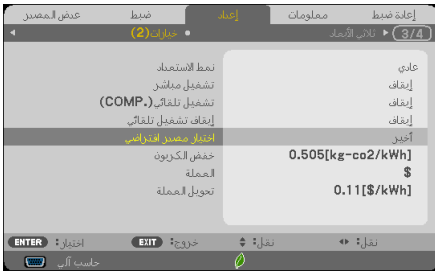 عرض المصدر ضبط إعداد معلومات إعادة ضبط
خيارات(2) ثلاثي الأبعاد 3/4
نمط الاستعداد عادي
تشغيل مباشر إيقاف
تشغيل تلقائي(COMP.) إيقاف
إيقاف تشغيل تلقائي إيقاف
اختيار مصدر افتراضي أخير
خفض الكربون 0.505[kg-co2/kWh]
العملة $
تحويل العملة 0.11[$/kWh]
ENTER اختيار: EXIT خروج: نقل: نقل:
حاسب آلي